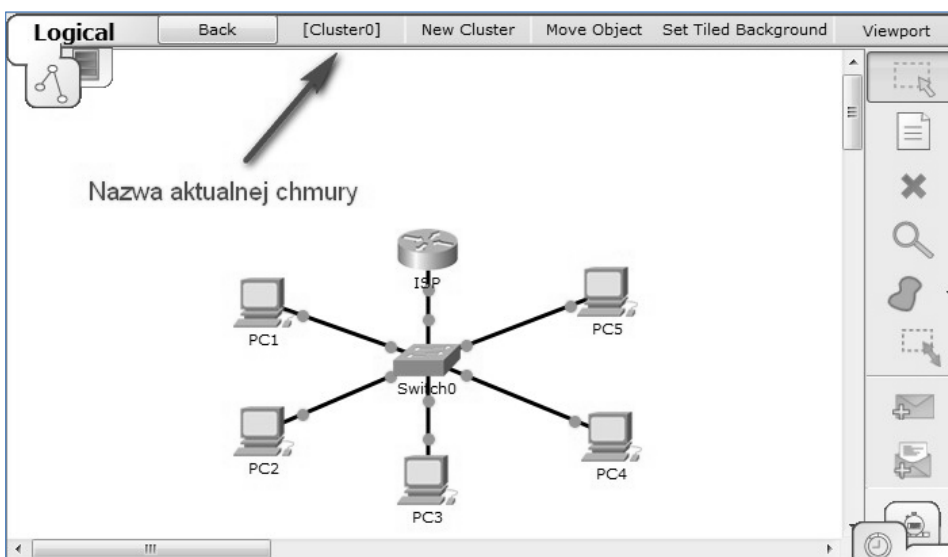 Logical Back [Cluster0] New Cluster Move Object Set Tiled Background Viewport
Nazwa aktualnej chmury
ISP
PC1
PC5
Switch0
PC2
PC4
PC3